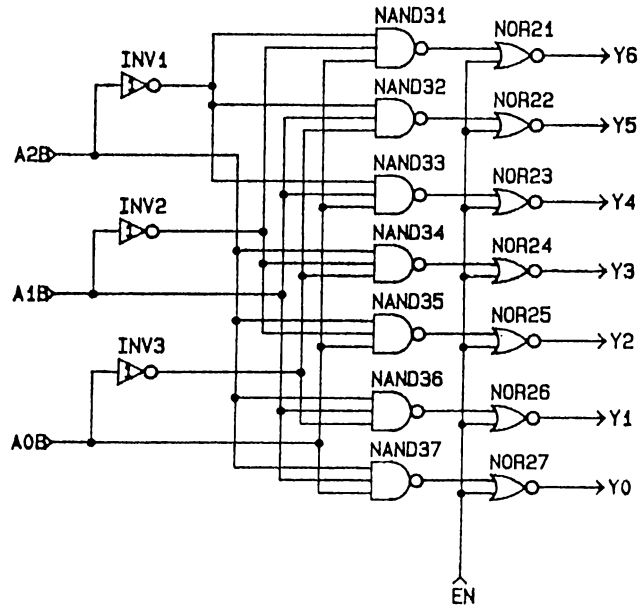 NAND31 NOR21
INV1 Y6
NAND32 NOR22
A2B Y5
NAND33 NOR23
INV2 Y4
NAND34 NOR24
A1B Y3
NAND35 NOR25
INV3 Y2
NAND36 NOR26
A0B Y1
NAND37 NOR27
Y0
EN